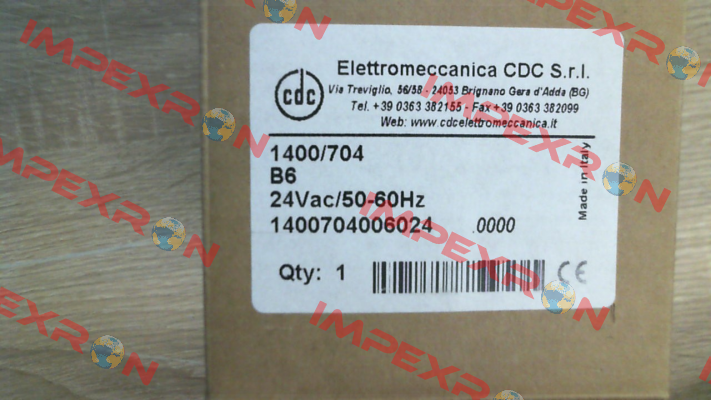 Elettromeccanica CDC S.r.l.
cdc
Via Treviglio, 56/58 - 24053 Brignano Gera d'Adda (BG)
Tel. +39 0363 382155 - Fax +39 0363 382099
Web: www.cdcelettromeccanica.it
1400/704
B6
24Vac/50-60Hz
1400704006024 .0000
Made in Italy
Qty: 1
CE
IMPEXRON
IMPEXRON
IMPEXRON
IMPEXRON
IMPEXRON